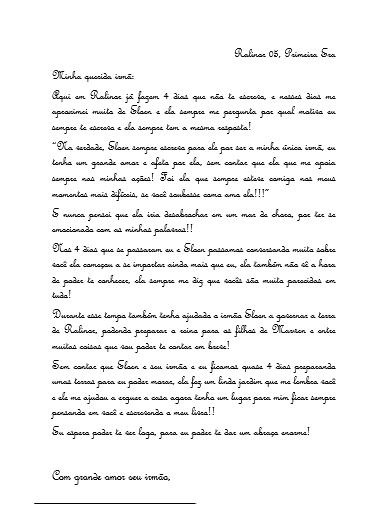 Ralinor 03, Primeira Era
Minha querida irmã:
Aqui em Ralinor já fazem 4 dias que não te escrevo, e nesses dias me
aproximei muito de Elaen e ela sempre me pergunta por qual motivo eu
sempre te escrevo e ela sempre tem a mesma resposta!
"Na verdade, Elaen sempre escrevo para ela por ser a minha única irmã, eu
tenho um grande amor e afeto por ela, sem contar que ela que me apoia
sempre nas minhas ações! Foi ela que sempre esteve comigo nos meus
momentos mais difíceis, se você soubesse como amo ela!!!"
E nunca pensei que ela iria desabrochar em um mar de choro, por ter se
emocionado com as minhas palavras!!
Nos 4 dias que se passaram eu e Elaen passamos conversando muito sobre
você ela começou a se importar ainda mais que eu, ela também não vê a hora
de poder te conhecer, ela sempre me diz que vocês são muito parecidas em
tudo!
Durante esse tempo também tenho ajudado a irmão Elaen a governar a terra
de Ralinor, podendo preparar o reino para os filhos de Marven e entre
muitas coisas que vou poder te contar em breve!
Sem contar que Elaen e seu irmão e eu ficamos quase 4 dias preparando
umas terras para eu poder morar, ela fez um lindo jardim que me lembra você
e ele me ajudou a erguer a casa agora tenho um lugar para mim ficar sempre
pensando em você e escrevendo o meu livro!!
Eu espero poder te ver logo, para eu poder te dar um abraço enorme!
Com grande amor seu irmão,